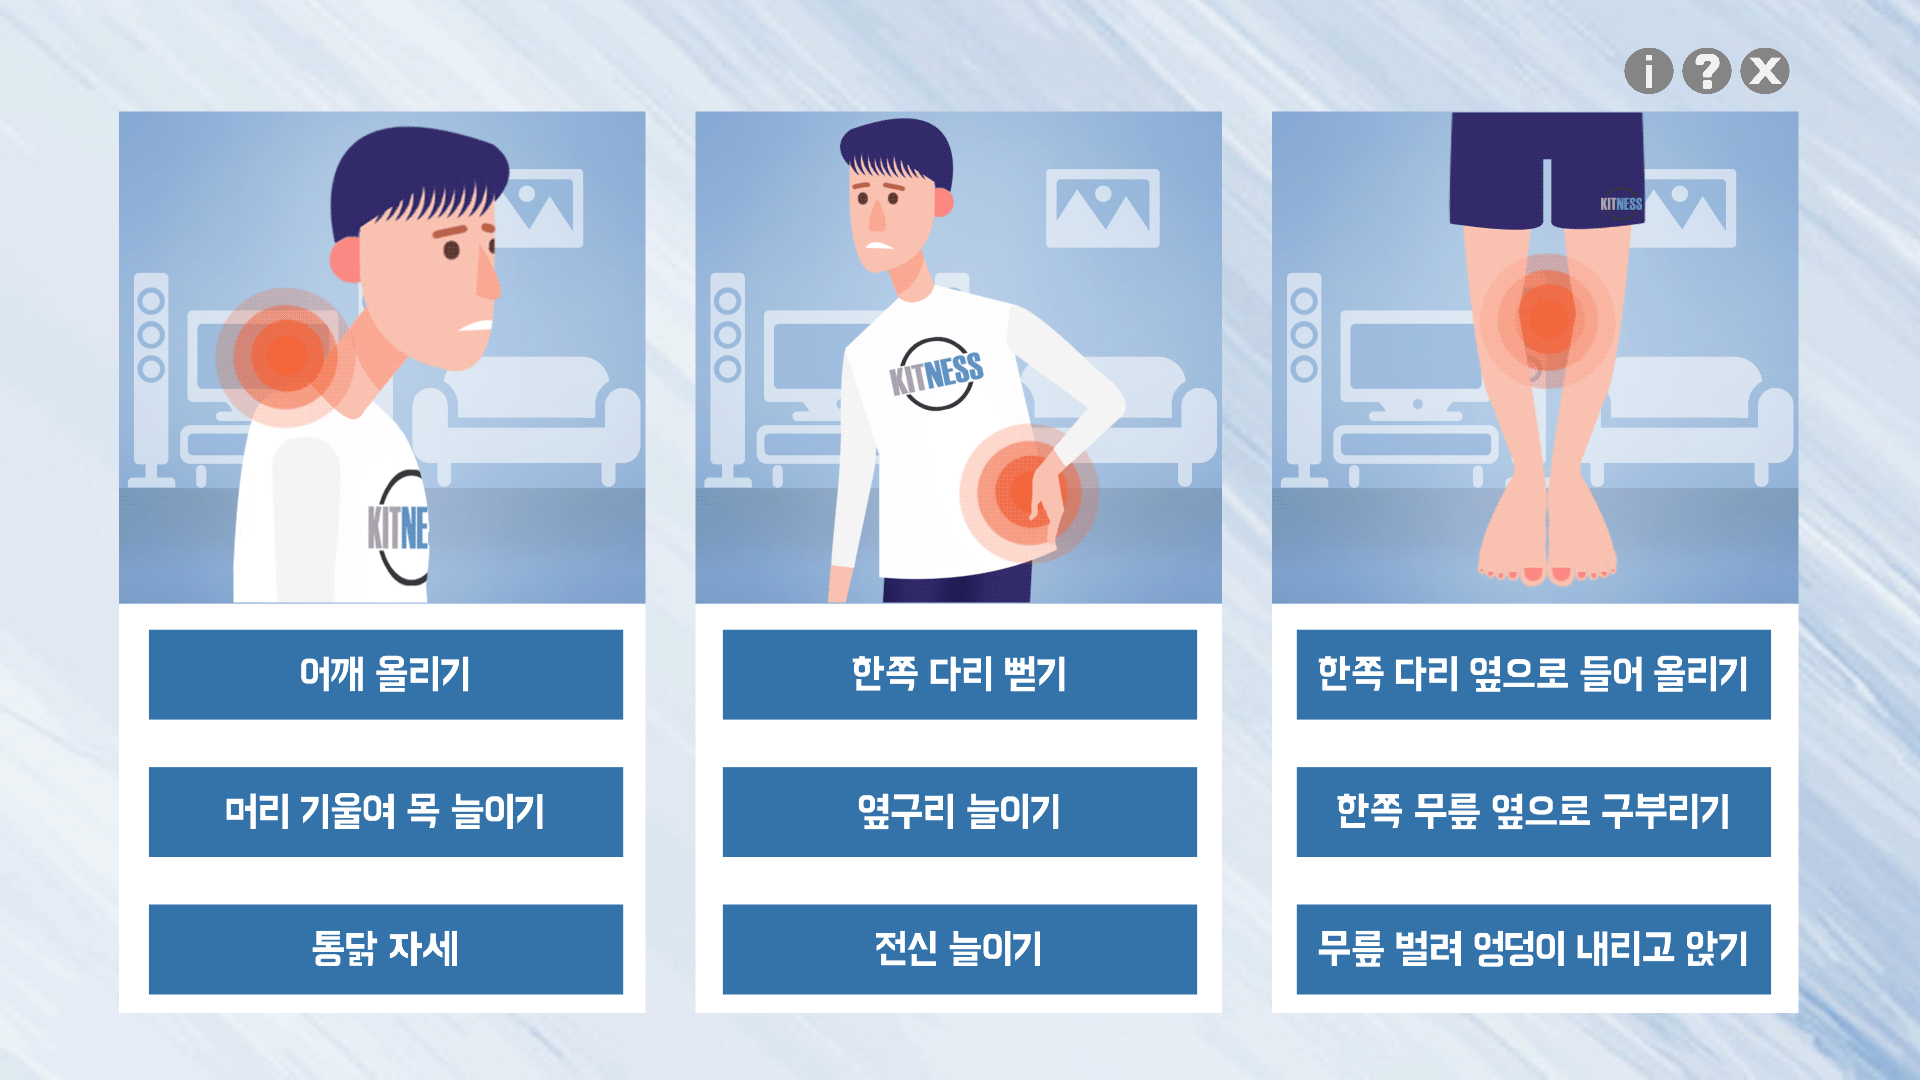 i ? X
KITNE
KITNESS
KITNESS
어깨 올리기
머리 기울여 목 늘이기
통닭 자세
한쪽 다리 뻗기
옆구리 늘이기
전신 늘이기
한쪽 다리 옆으로 들어 올리기
한쪽 무릎 옆으로 구부리기
무릎 벌려 엉덩이 내리고 앉기